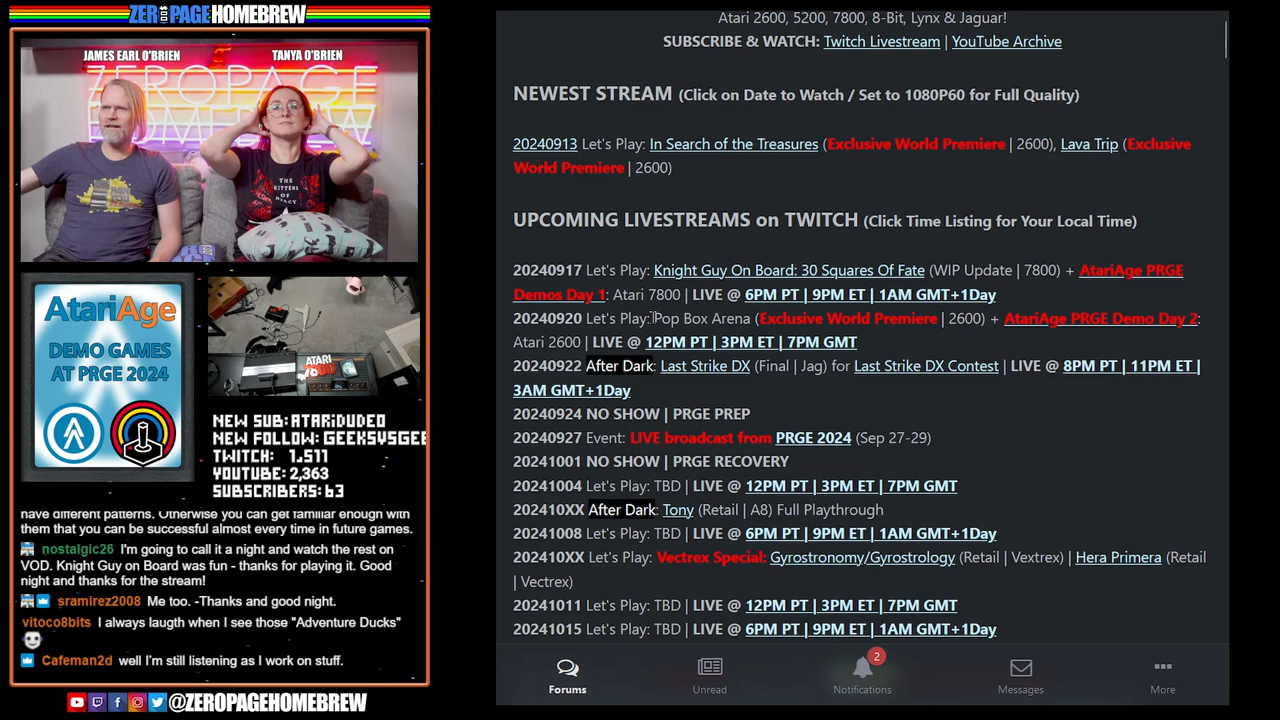 ZEROPAGE HOMEBREW
JAMES EARL O'BRIEN
TANYA O'BRIEN
ZEROPAGE
HOMEBREW
THE
KITTENS
OF
MERCY
AtariAge
DEMO GAMES
AT PRGE 2024
ATARI
7800
NEW SUB:ATARIDUDEO
NEW FOLLOW:GEEKSYSGEE
TWITCH: 1,511
YOUTUBE: 2,363
SUBSCRIBERS: 63
have different patterns. Otherwise you can get familiar enough with
them that you can be successful almost every time in future games.
nostalgic26 I'm going to call it a night and watch the rest on
VOD. Knight Guy on Board was fun - thanks for playing it. Good
night and thanks for the stream!
sramirez2008 Me too. -Thanks and good night.
vitoco8bits I always laugth when I see those "Adventure Ducks"
Cafeman2d well I'm still listening as I work on stuff.
@ZEROPAGEHOMEBREW
Atari 2600, 5200, 7800, 8-Bit, Lynx & Jaguar!
SUBSCRIBE & WATCH: Twitch Livestream | YouTube Archive
NEWEST STREAM (Click on Date to Watch / Set to 1080P60 for Full Quality)
20240913 Let's Play: In Search of the Treasures (Exclusive World Premiere | 2600), Lava Trip (Exclusive
World Premiere | 2600)
UPCOMING LIVESTREAMS on TWITCH (Click Time Listing for Your Local Time)
20240917 Let's Play: Knight Guy On Board: 30 Squares Of Fate (WIP Update | 7800) + AtariAge PRGE
Demos Day 1: Atari 7800 | LIVE @ 6PM PT | 9PM ET | 1AM GMT+1Day
20240920 Let's Play: Pop Box Arena (Exclusive World Premiere | 2600) + AtariAge PRGE Demo Day 2:
Atari 2600 | LIVE @ 12PM PT | 3PM ET | 7PM GMT
20240922 After Dark: Last Strike DX (Final | Jag) for Last Strike DX Contest | LIVE @ 8PM PT | 11PM ET |
3AM GMT+1Day
20240924 NO SHOW | PRGE PREP
20240927 Event: LIVE broadcast from PRGE 2024 (Sep 27-29)
20241001 NO SHOW | PRGE RECOVERY
20241004 Let's Play: TBD | LIVE @ 12PM PT | 3PM ET | 7PM GMT
202410XX After Dark: Tony (Retail | A8) Full Playthrough
20241008 Let's Play: TBD | LIVE @ 6PM PT | 9PM ET | 1AM GMT+1Day
202410XX Let's Play: Vectrex Special: Gyrostronomy/Gyrostrology (Retail | Vextrex) | Hera Primera (Retail
| Vectrex)
20241011 Let's Play: TBD | LIVE @ 12PM PT | 3PM ET | 7PM GMT
20241015 Let's Play: TBD | LIVE @ 6PM PT | 9PM ET | 1AM GMT+1Day
2
Forums
Unread
Notifications
Messages
More